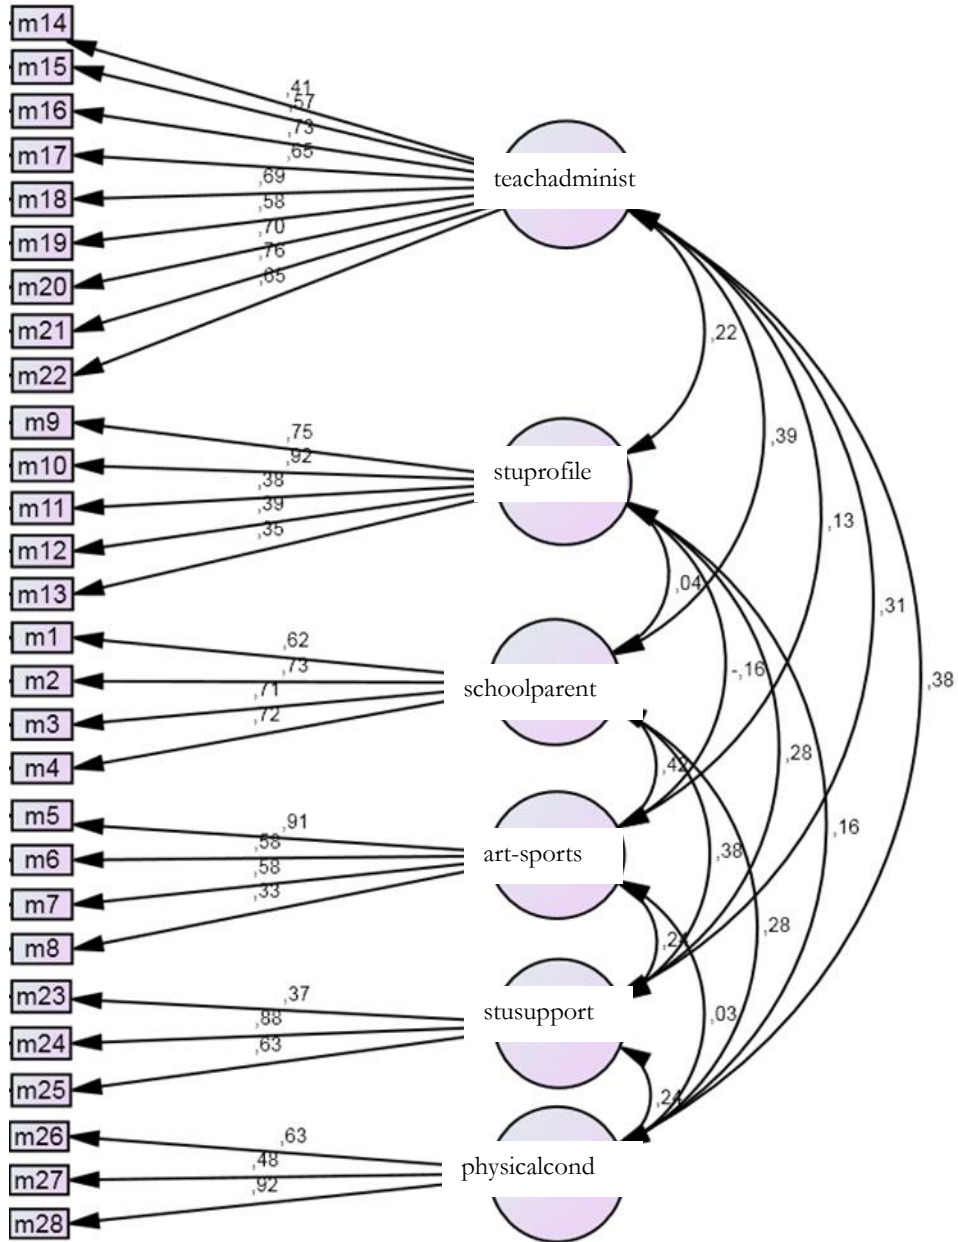 m14
m15
m16
m17
m18
m19
m20
m21
m22
,41
,57
,73
,65
,69
,58
,70
,76
,65
teachadminist
,22
,39
,13
,31
,38
m9
m10
m11
m12
m13
,75
,92
,38
,39
,35
stuprofile
,04
-,16
,28
,16
m1
m2
m3
m4
,62
,73
,71
,72
schoolparent
,42
,38
,28
m5
m6
m7
m8
,91
,58
,58
,33
art-sports
,03
m23
m24
m25
,37
,88
,63
stusupport
,24
m26
m27
m28
,63
,48
,92
physicalcond